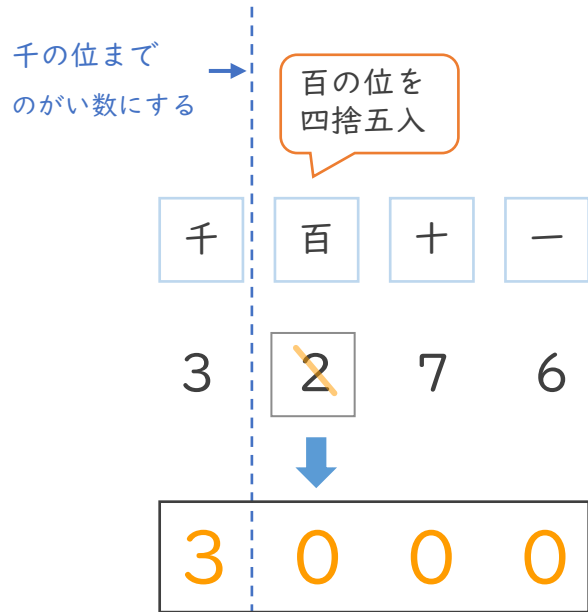 千の位まで
のがい数にする
百の位を
四捨五入
千 百 十 一
3 2 7 6
3 0 0 0